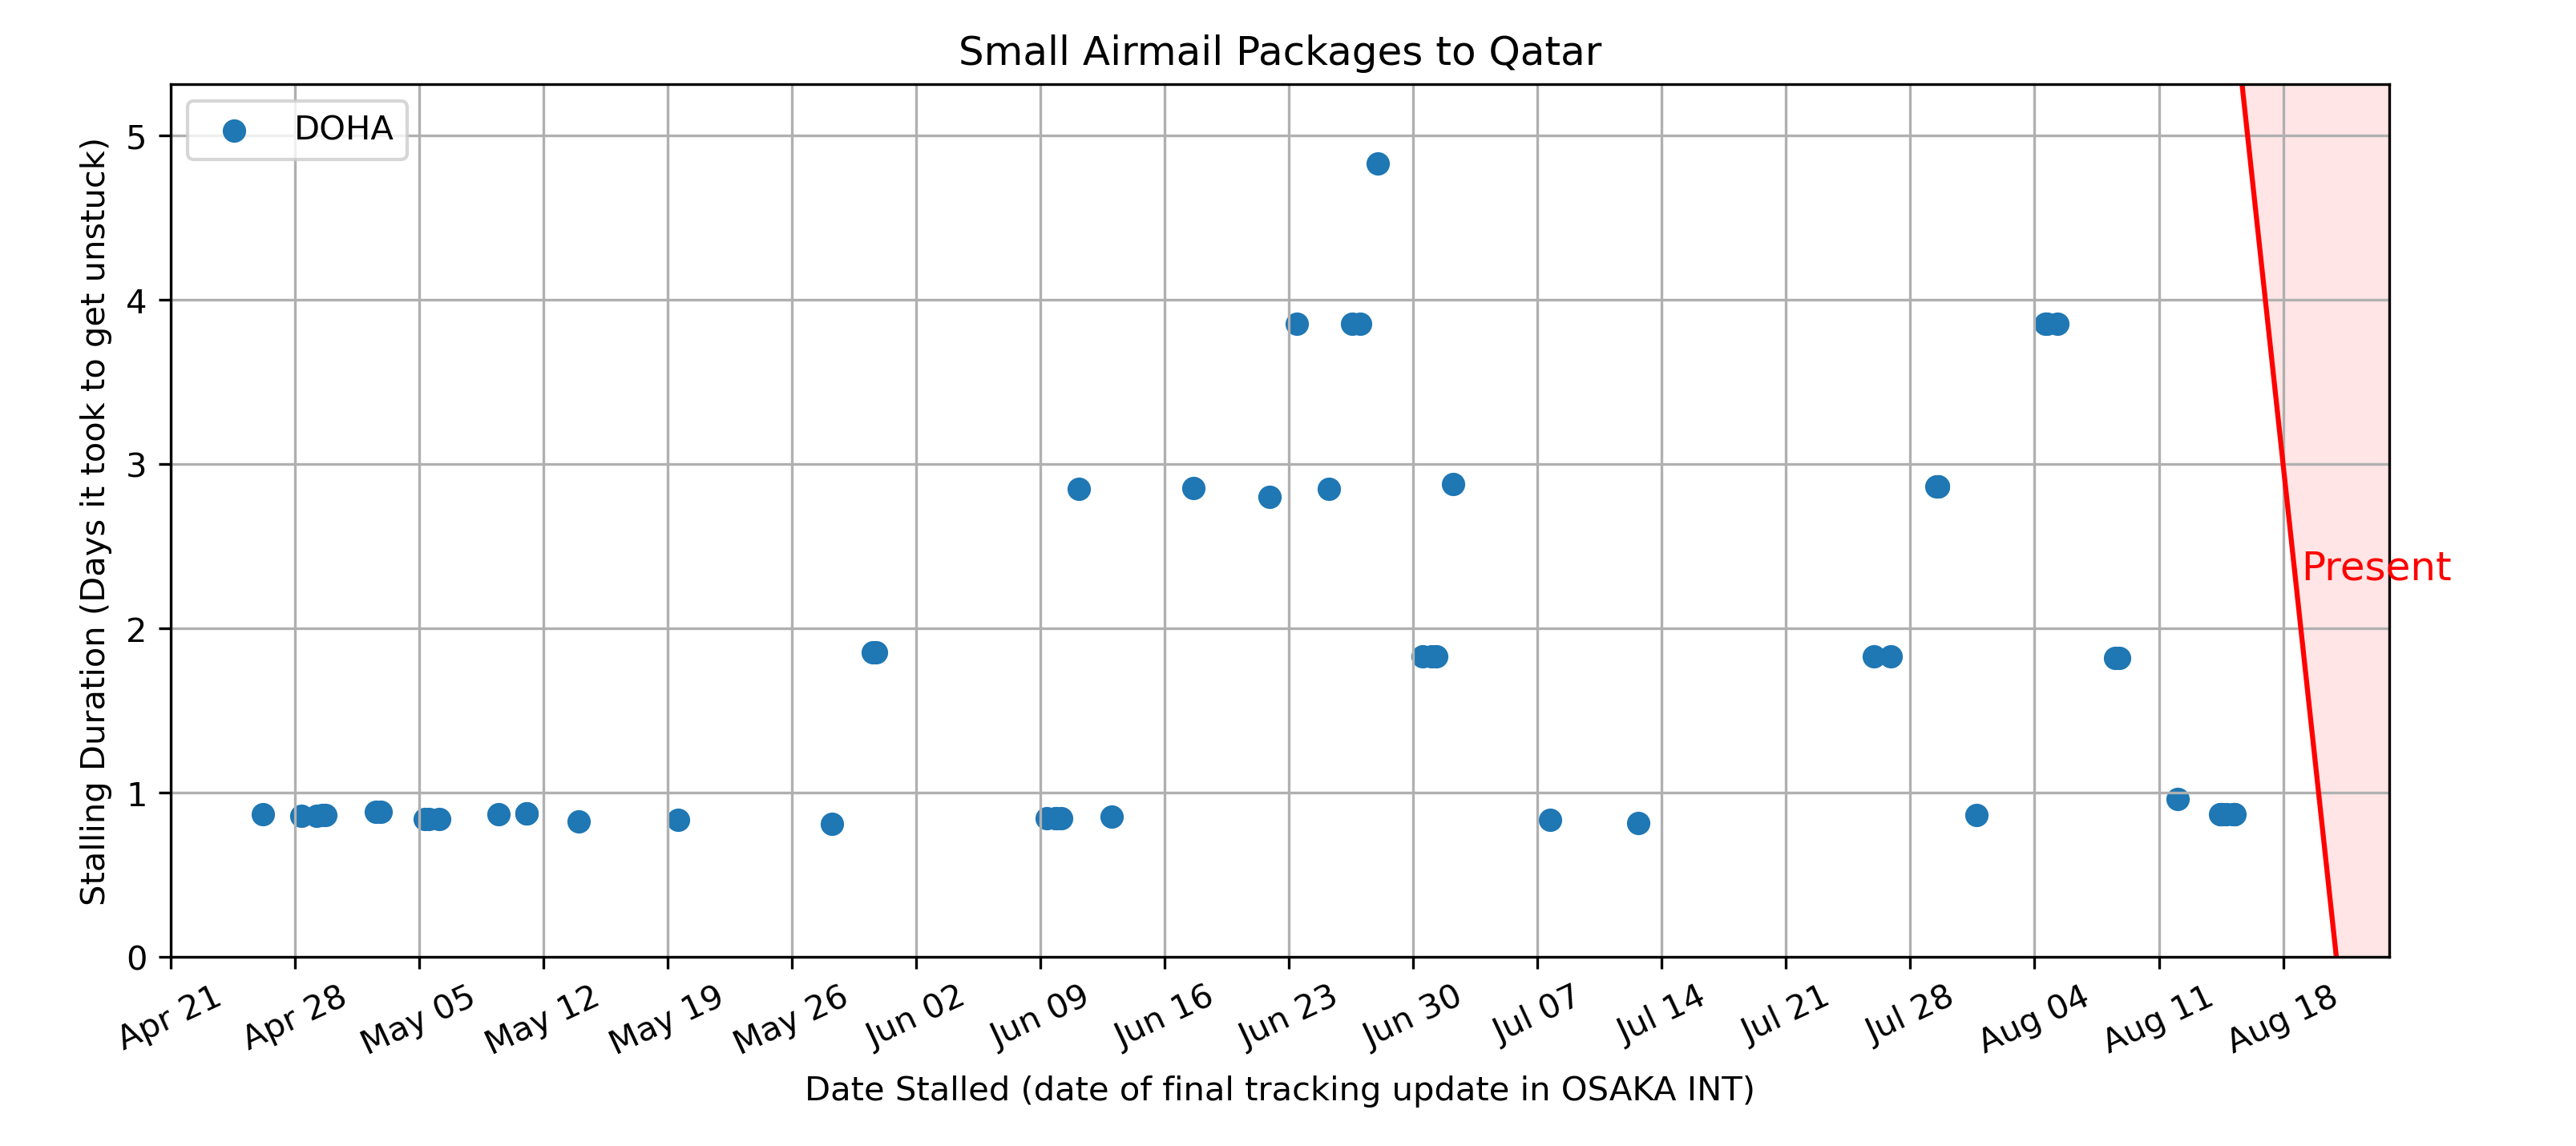 Small Airmail Packages to Qatar
DOHA
Stalling Duration (Days it took to get unstuck)
5
4
3
2
1
0
Present
Apr 21
Apr 28
May 05
May 12
May 19
May 26
Jun 02
Jun 09
Jun 16
Jun 23
Jun 30
Jul 07
Jul 14
Jul 21
Jul 28
Aug 04
Aug 11
Aug 18
Date Stalled (date of final tracking update in OSAKA INT)